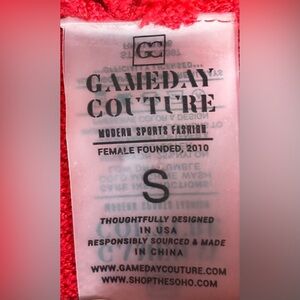 GC
GAMEDAY
COUTURE
MODERN SPORTS FASHION
FEMALE FOUNDED, 2010
S
THOUGHTFULLY DESIGNED
IN USA
RESPONSIBLY SOURCED & MADE
IN CHINA
WWW.GAMEDAYCOUTURE.COM
WWW.SHOPTHESOHO.COM